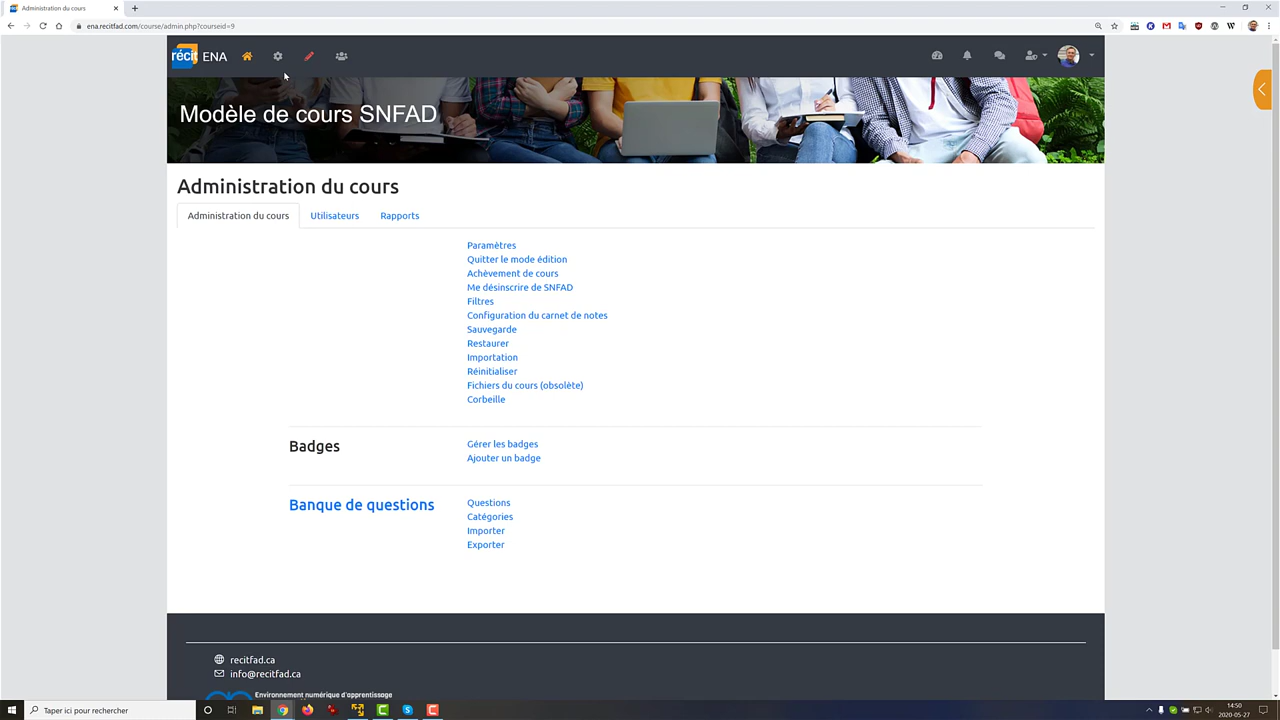 Administration du cours
ena.recitfad.com/course/admin.php?courseid=9
récit ENA
Modèle de cours SNFAD
Administration du cours
Administration du cours Utilisateurs Rapports
Paramètres
Quitter le mode édition
Achèvement de cours
Me désinscrire de SNFAD
Filtres
Configuration du carnet de notes
Sauvegarde
Restaurer
Importation
Réinitialiser
Fichiers du cours (obsolète)
Corbeille
Badges
Gérer les badges
Ajouter un badge
Banque de questions
Questions
Catégories
Importer
Exporter
recitfad.ca
info@recitfad.ca
Environnement numérique d'apprentissage
Taper ici pour rechercher
14:50
2020-05-27